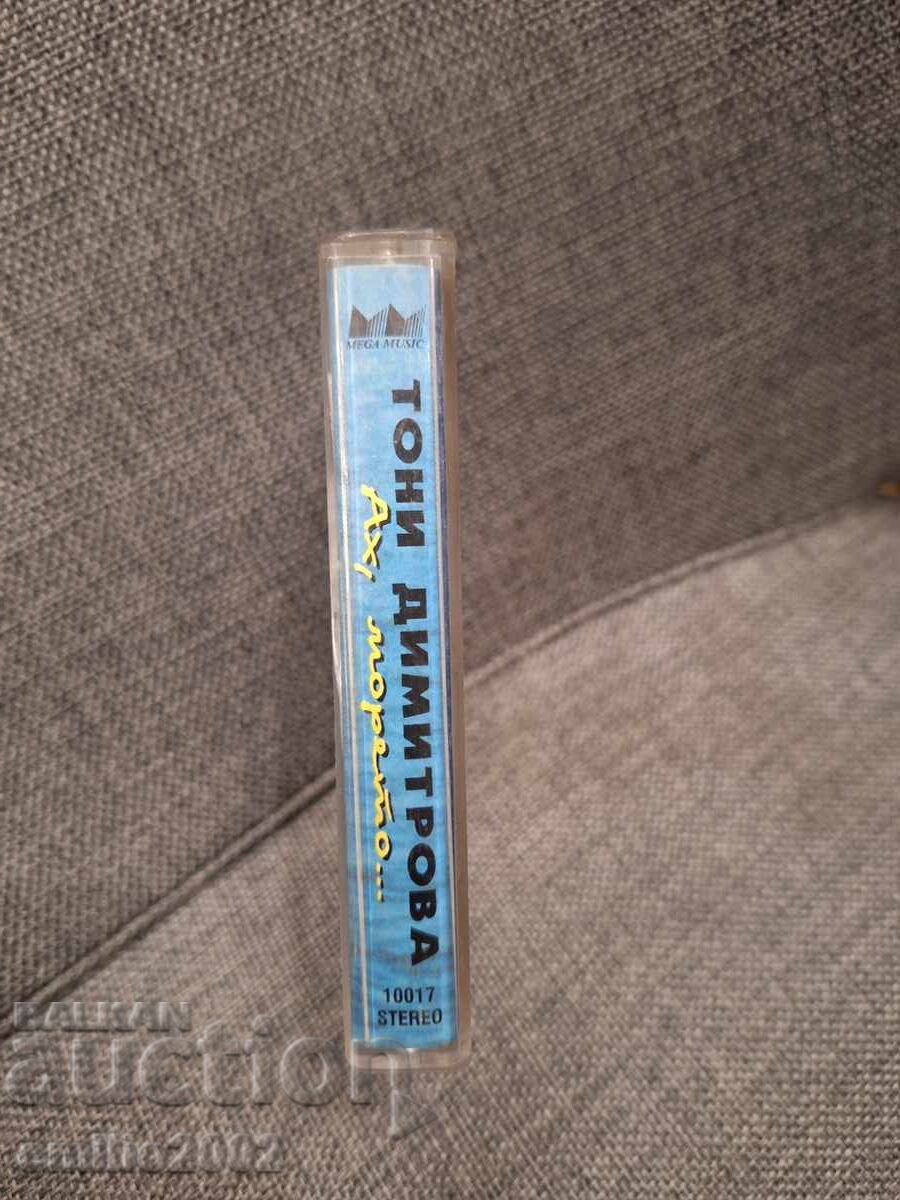 MEGA MUSIC
ТОНИ ДИМИТРОВА
Ах, морето...
10017
STEREO
BALKAN
auction
emilio2002